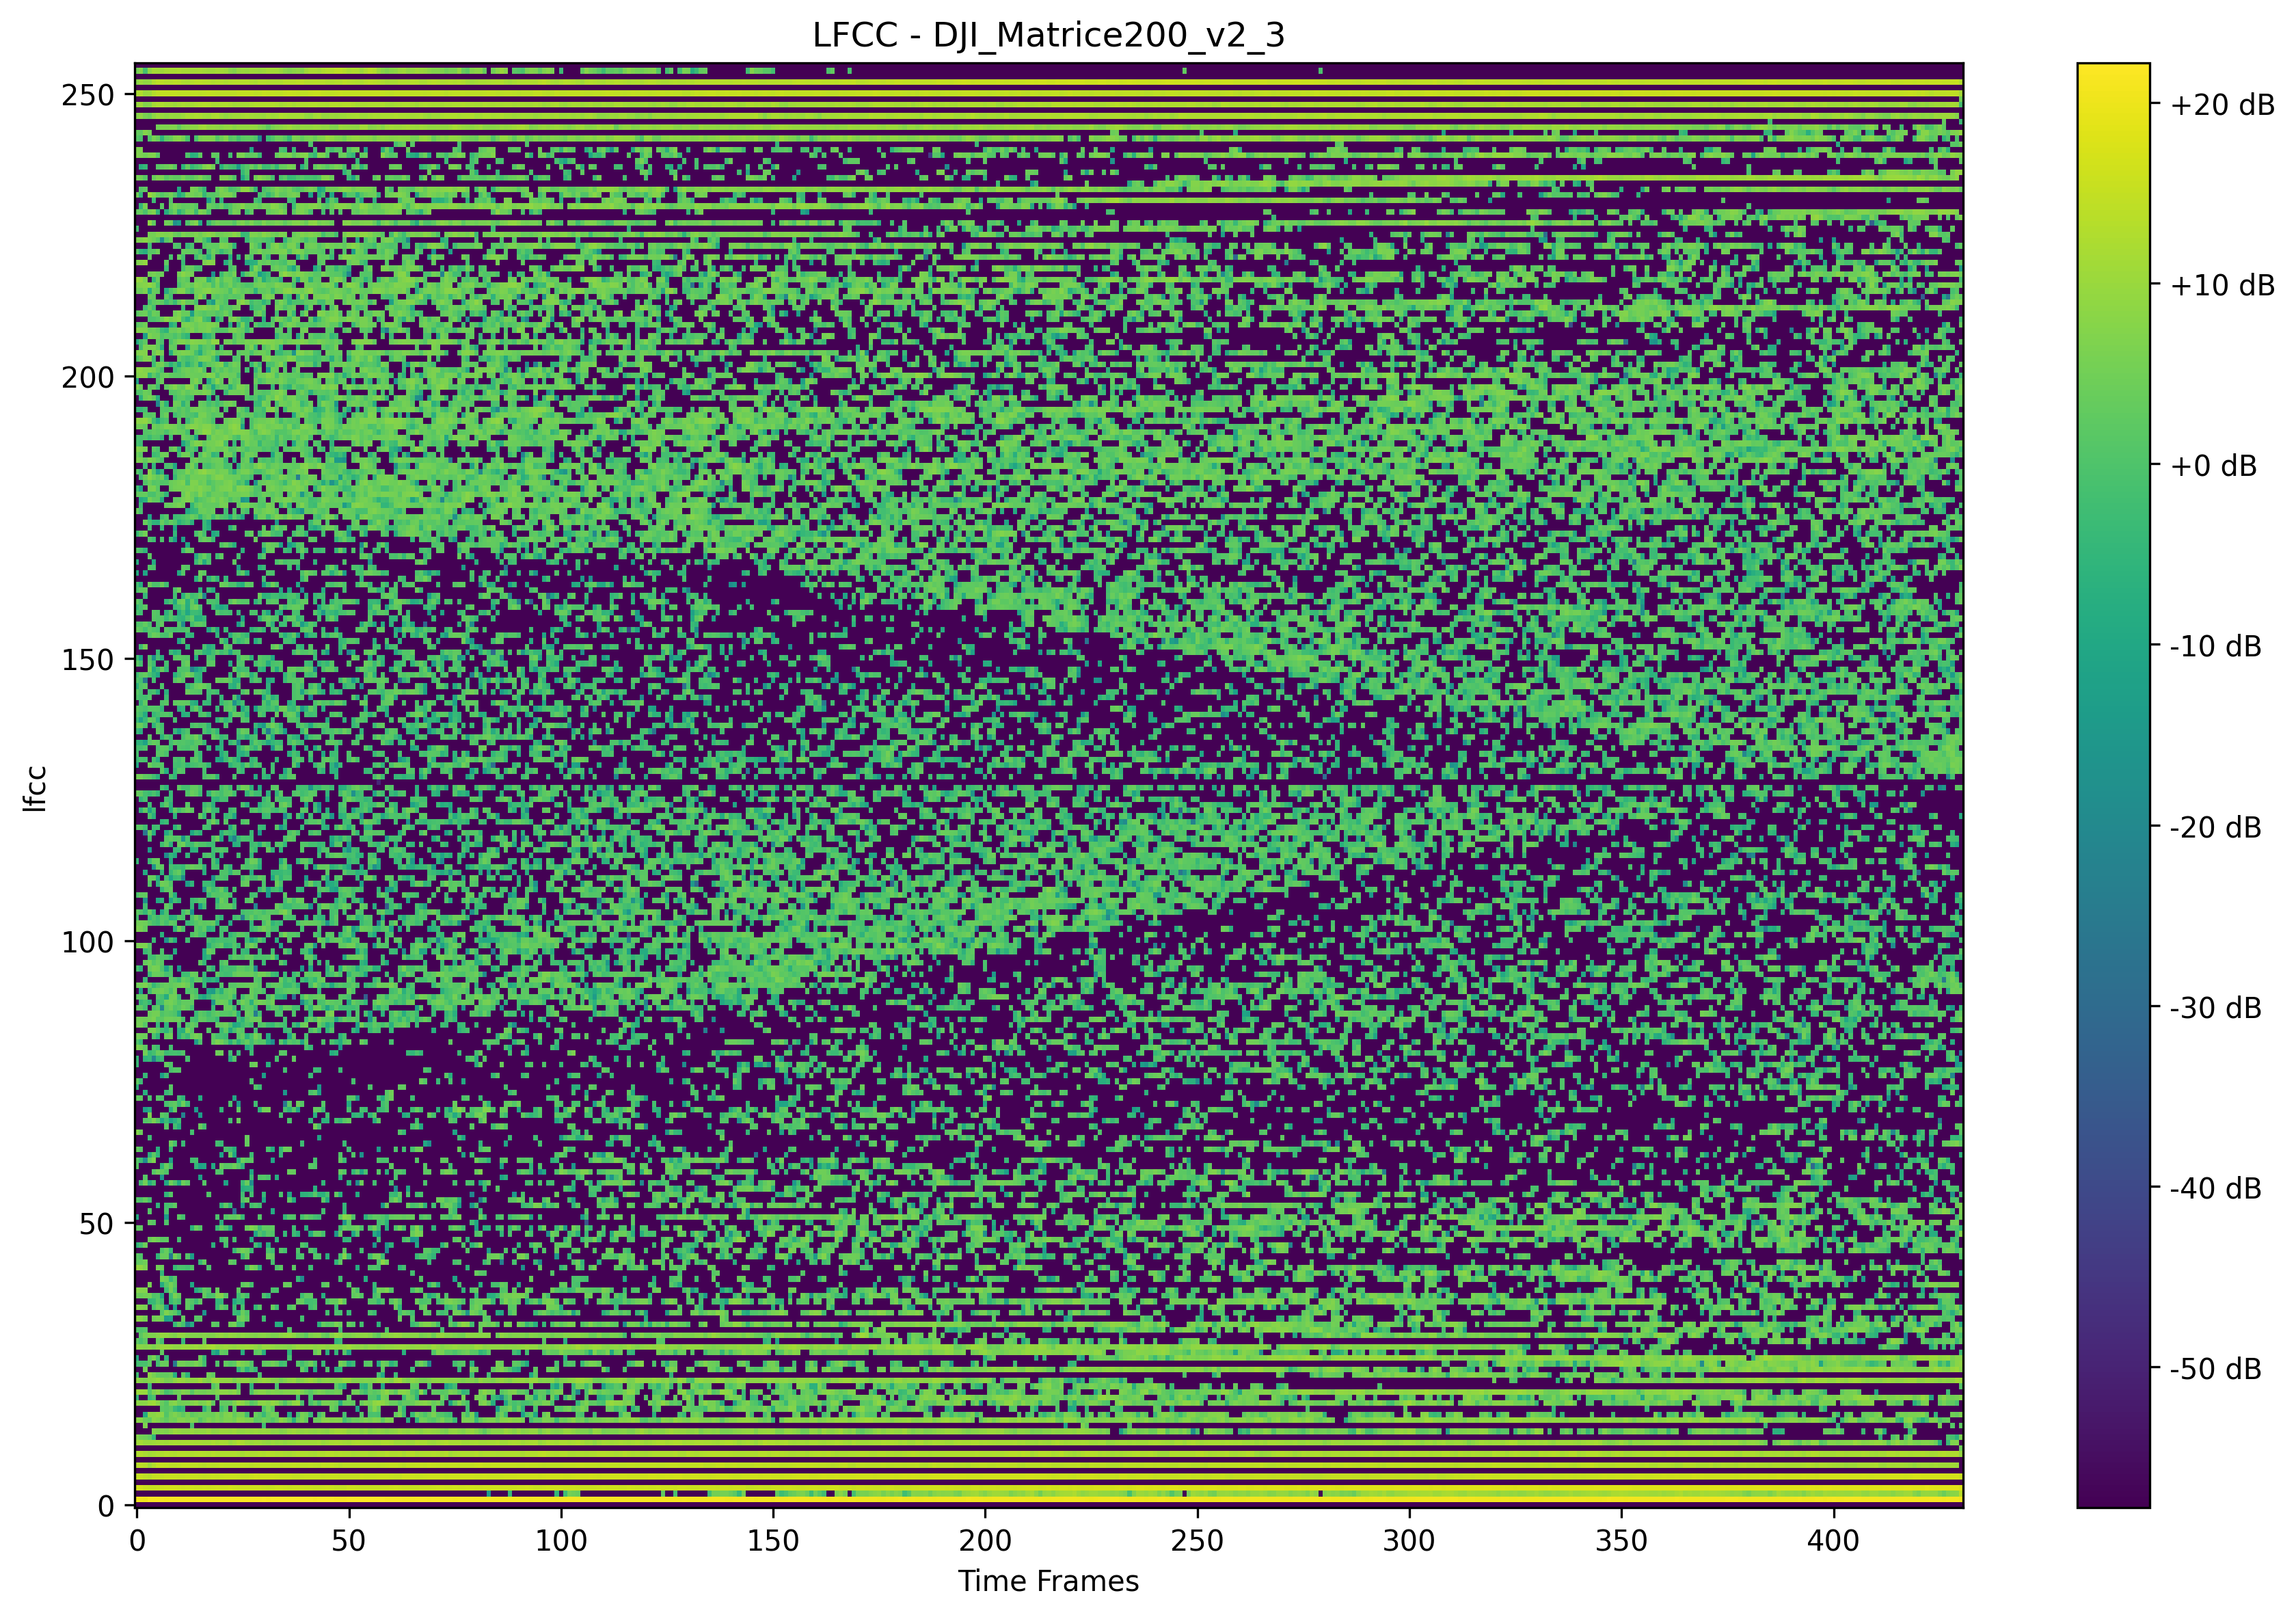 LFCC - DJI_Matrice200_v2_3
250
200
150
100
50
0
lfcc
0 50 100 150 200 250 300 350 400
Time Frames
+20 dB
+10 dB
+0 dB
-10 dB
-20 dB
-30 dB
-40 dB
-50 dB